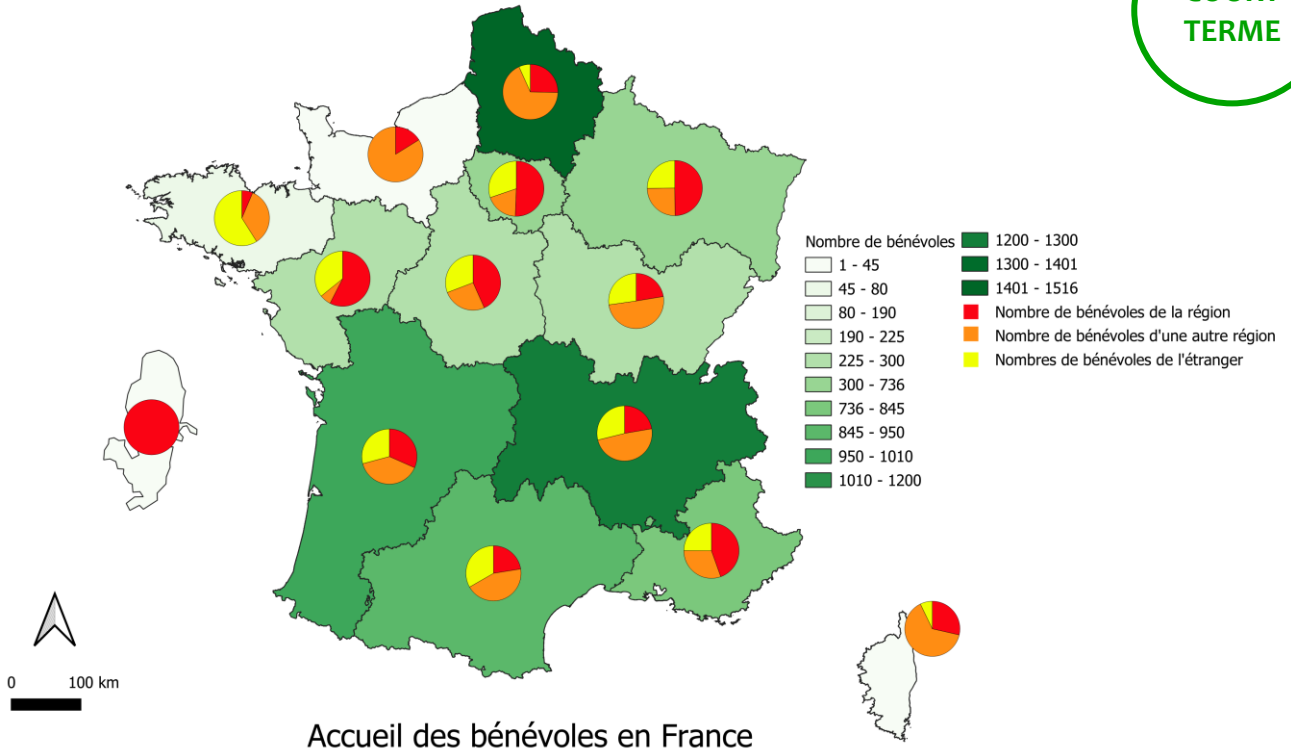 TERME
Nombre de bénévoles
1 - 45
45 - 80
80 - 190
190 - 225
225 - 300
300 - 736
736 - 845
845 - 950
950 - 1010
1010 - 1200
1200 - 1300
1300 - 1401
1401 - 1516
Nombre de bénévoles de la région
Nombre de bénévoles d'une autre région
Nombres de bénévoles de l'étranger
0 100 km
Accueil des bénévoles en France